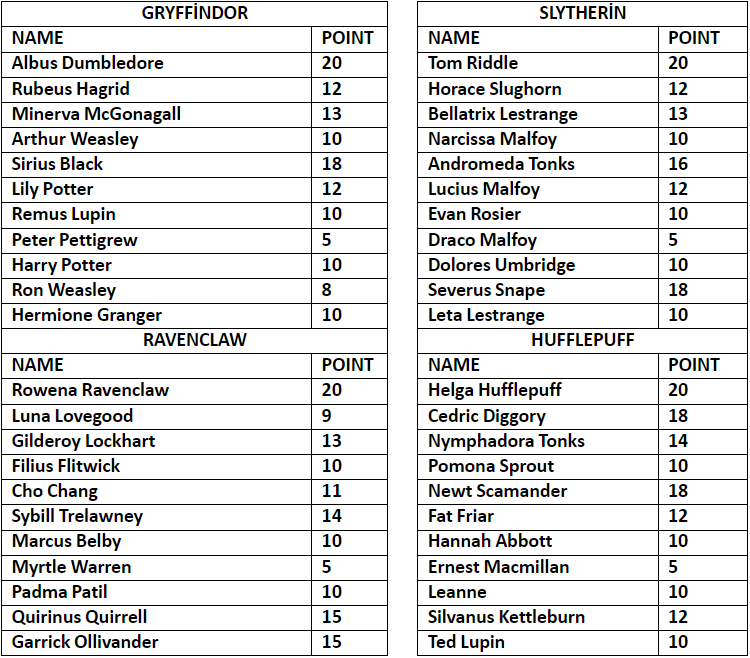 GRYFFİNDOR
NAME POINT
Albus Dumbledore 20
Rubeus Hagrid 12
Minerva McGonagall 13
Arthur Weasley 10
Sirius Black 18
Lily Potter 12
Remus Lupin 10
Peter Pettigrew 5
Harry Potter 10
Ron Weasley 8
Hermione Granger 10
RAVENCLAW
NAME POINT
Rowena Ravenclaw 20
Luna Lovegood 9
Gilderoy Lockhart 13
Filius Flitwick 10
Cho Chang 11
Sybill Trelawney 14
Marcus Belby 10
Myrtle Warren 5
Padma Patil 10
Quirinus Quirrell 15
Garrick Ollivander 15
SLYTHERİN
NAME POINT
Tom Riddle 20
Horace Slughorn 12
Bellatrix Lestrange 13
Narcissa Malfoy 10
Andromeda Tonks 16
Lucius Malfoy 12
Evan Rosier 10
Draco Malfoy 5
Dolores Umbridge 10
Severus Snape 18
Leta Lestrange 10
HUFFLEPUFF
NAME POINT
Helga Hufflepuff 20
Cedric Diggory 18
Nymphadora Tonks 14
Pomona Sprout 10
Newt Scamander 18
Fat Friar 12
Hannah Abbott 10
Ernest Macmillan 5
Leanne 10
Silvanus Kettleburn 12
Ted Lupin 10